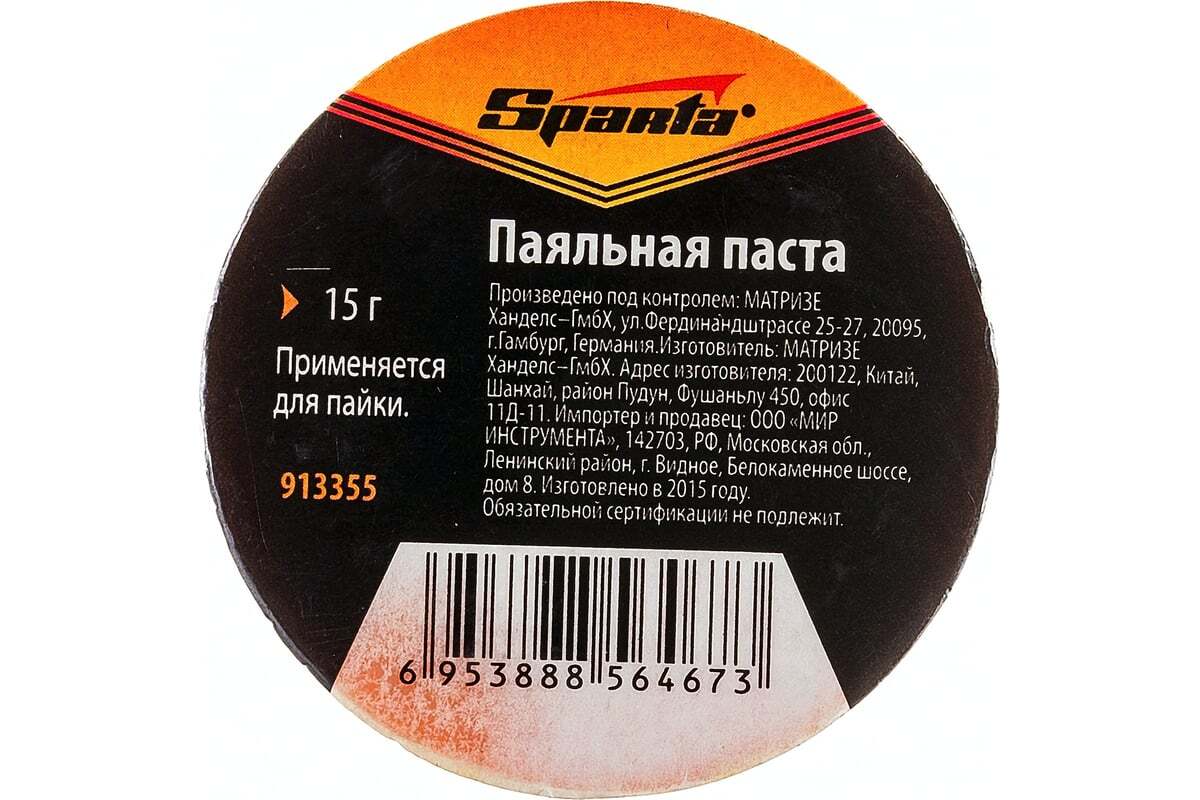 Sparta
Паяльная паста
15 г
Применяется
для пайки.
913355
Произведено под контролем: МАТРИЗЕ
Ханделс–ГмбХ, ул.Фердинандштрассе 25-27, 20095,
г.Гамбург, Германия.Изготовитель: МАТРИЗЕ
Ханделс–ГмбХ. Адрес изготовителя: 200122, Китай,
Шанхай, район Пудун, Фушаньлу 450, офис
11Д-11. Импортер и продавец: ООО «МИР
ИНСТРУМЕНТА», 142703, РФ, Московская обл.,
Ленинский район, г. Видное, Белокаменное шоссе,
дом 8. Изготовлено в 2015 году.
Обязательной сертификации не подлежит.
6 953888 564673